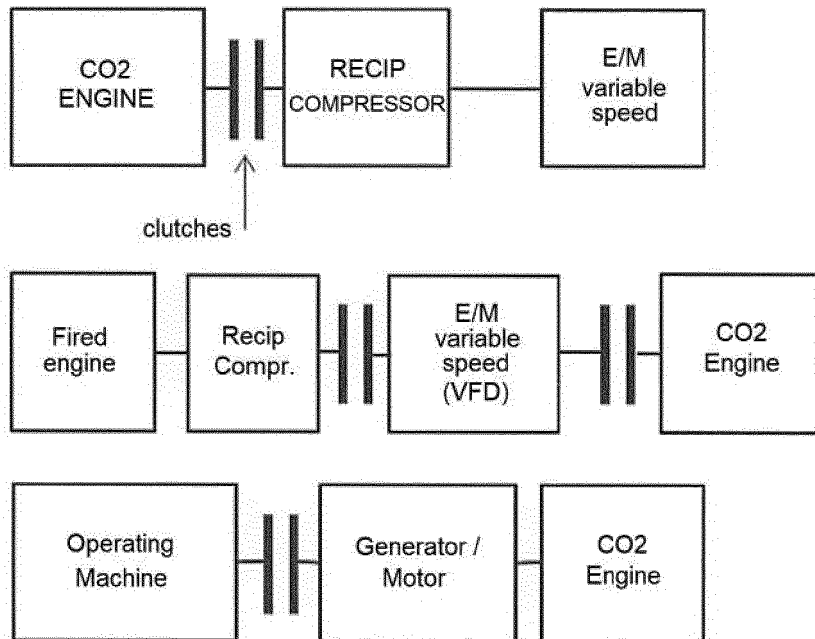 CO2
ENGINE
RECIP
COMPRESSOR
E/M
variable
speed
clutches
Fired
engine
Recip
Compr.
E/M
variable
speed
(VFD)
CO2
Engine
Operating
Machine
Generator /
Motor
CO2
Engine